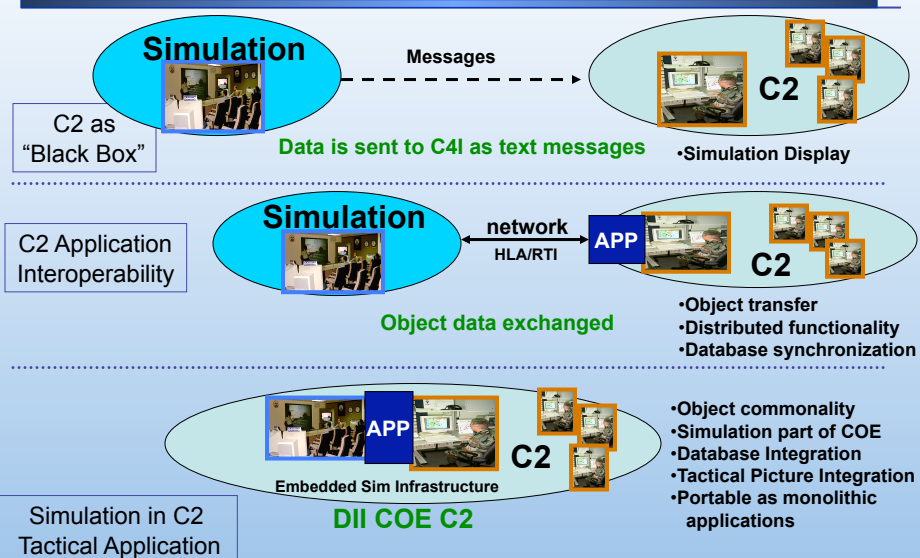 Simulation
Messages
C2
C2 as
“Black Box”
Data is sent to C4I as text messages
•Simulation Display
Simulation
C2 Application
Interoperability
network
HLA/RTI
APP
C2
Object data exchanged
•Object transfer
•Distributed functionality
•Database synchronization
APP
C2
Embedded Sim Infrastructure
DII COE C2
•Object commonality
•Simulation part of COE
•Database Integration
•Tactical Picture Integration
•Portable as monolithic
applications
Simulation in C2
Tactical Application